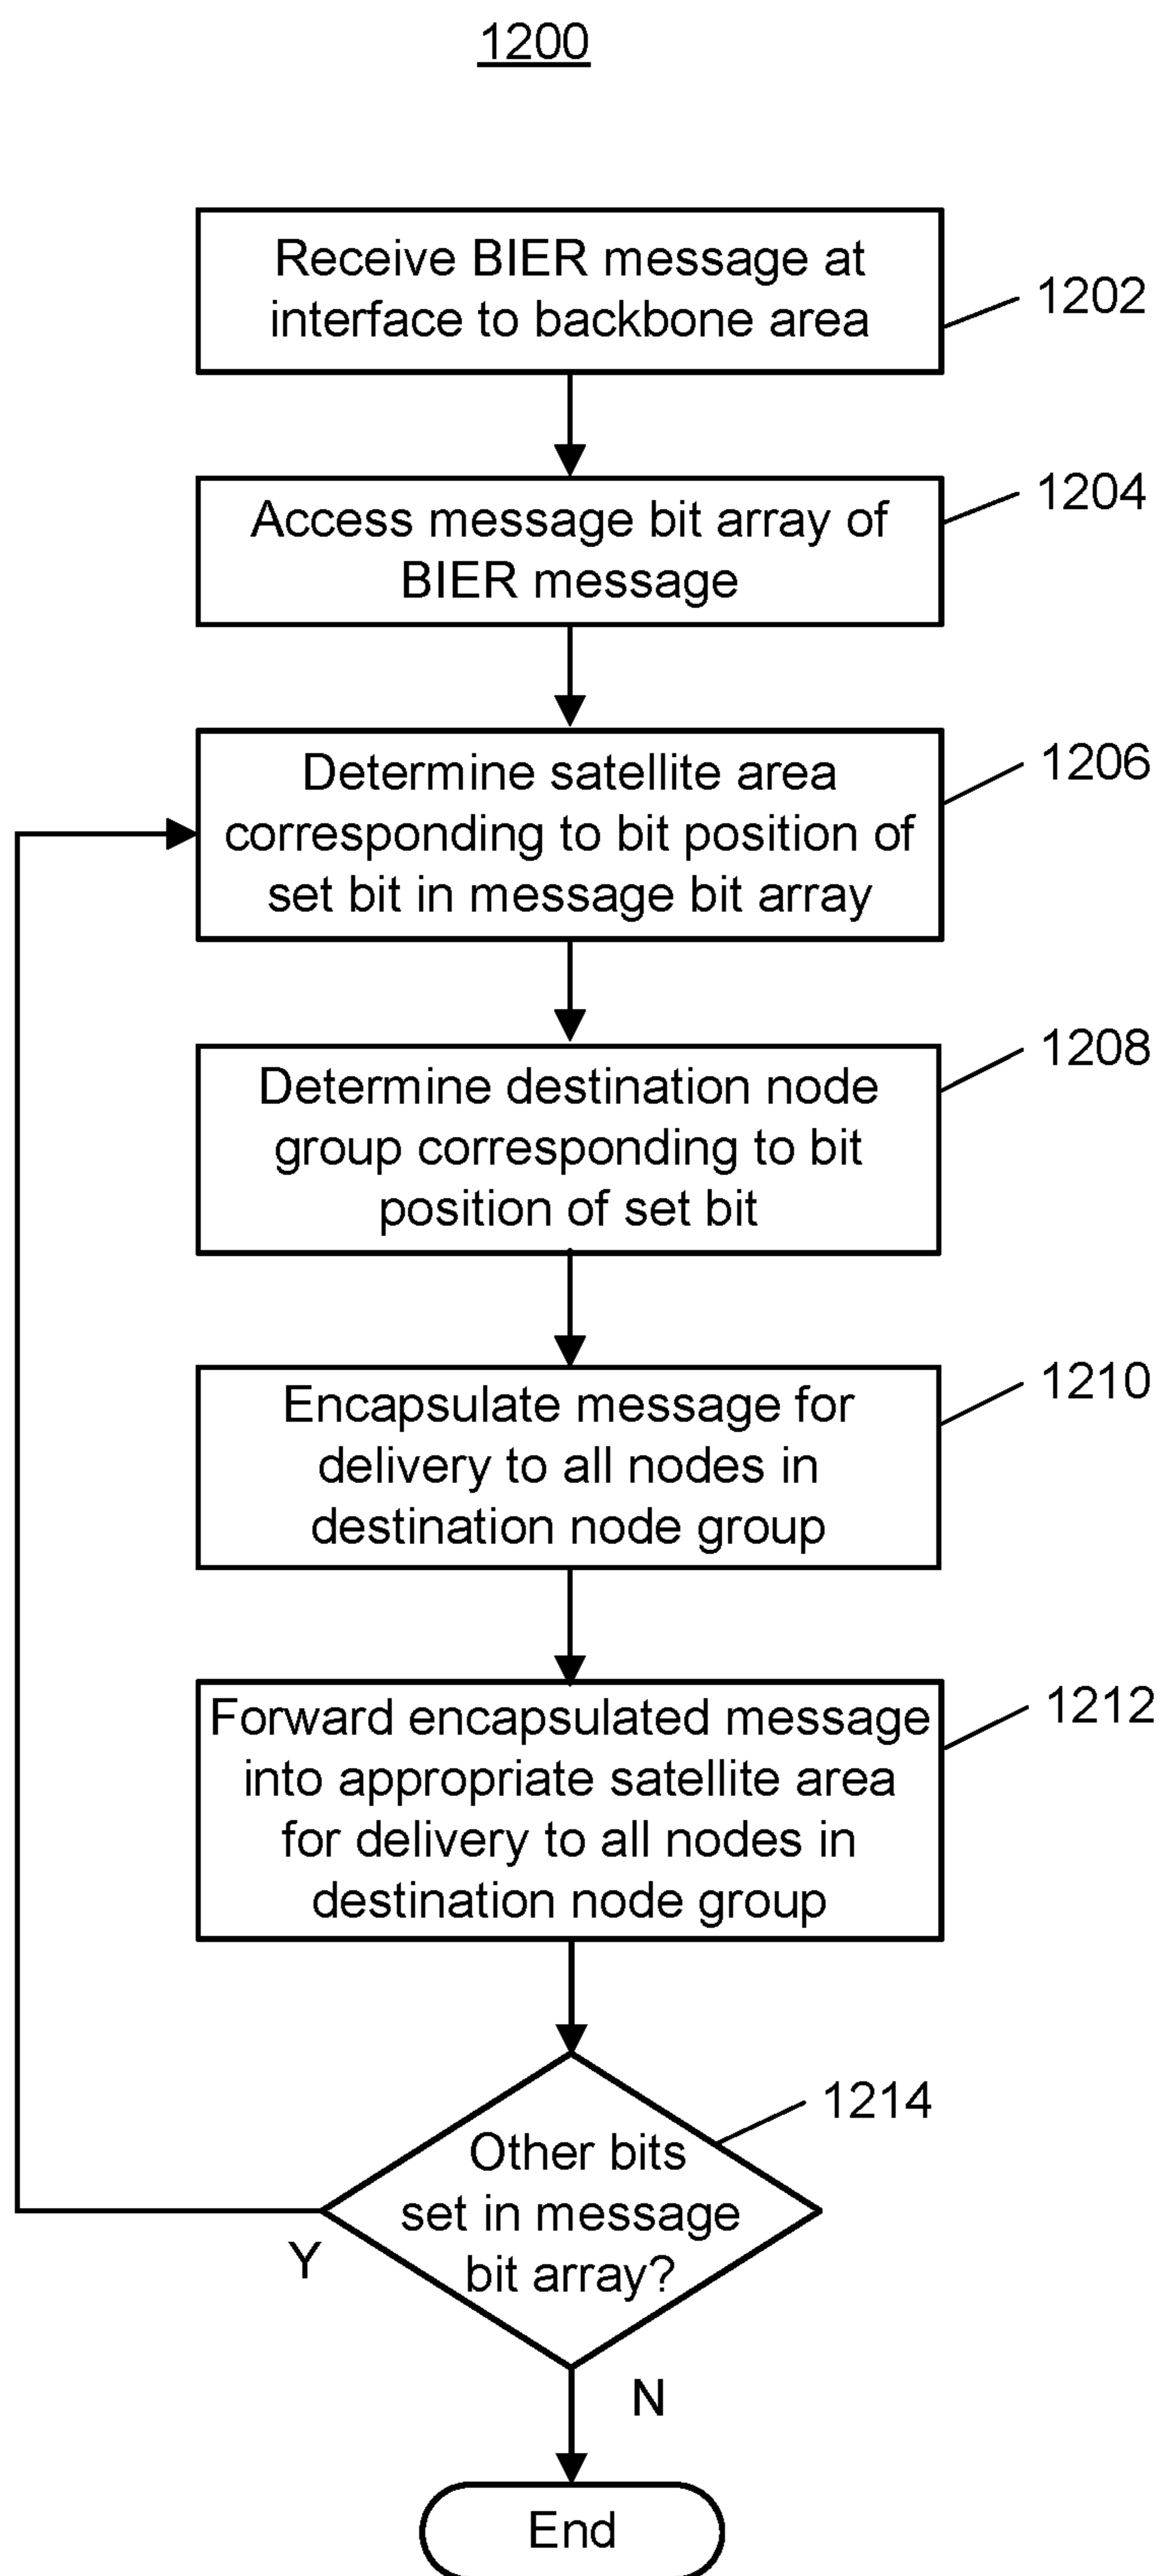 1200
Receive BIER message at
interface to backbone area
1202
Access message bit array of
BIER message
1204
Determine satellite area
corresponding to bit position of
set bit in message bit array
1206
Determine destination node
group corresponding to bit
position of set bit
1208
Encapsulate message for
delivery to all nodes in
destination node group
1210
Forward encapsulated message
into appropriate satellite area
for delivery to all nodes in
destination node group
1212
Other bits
set in message
bit array?
1214
Y
N
End